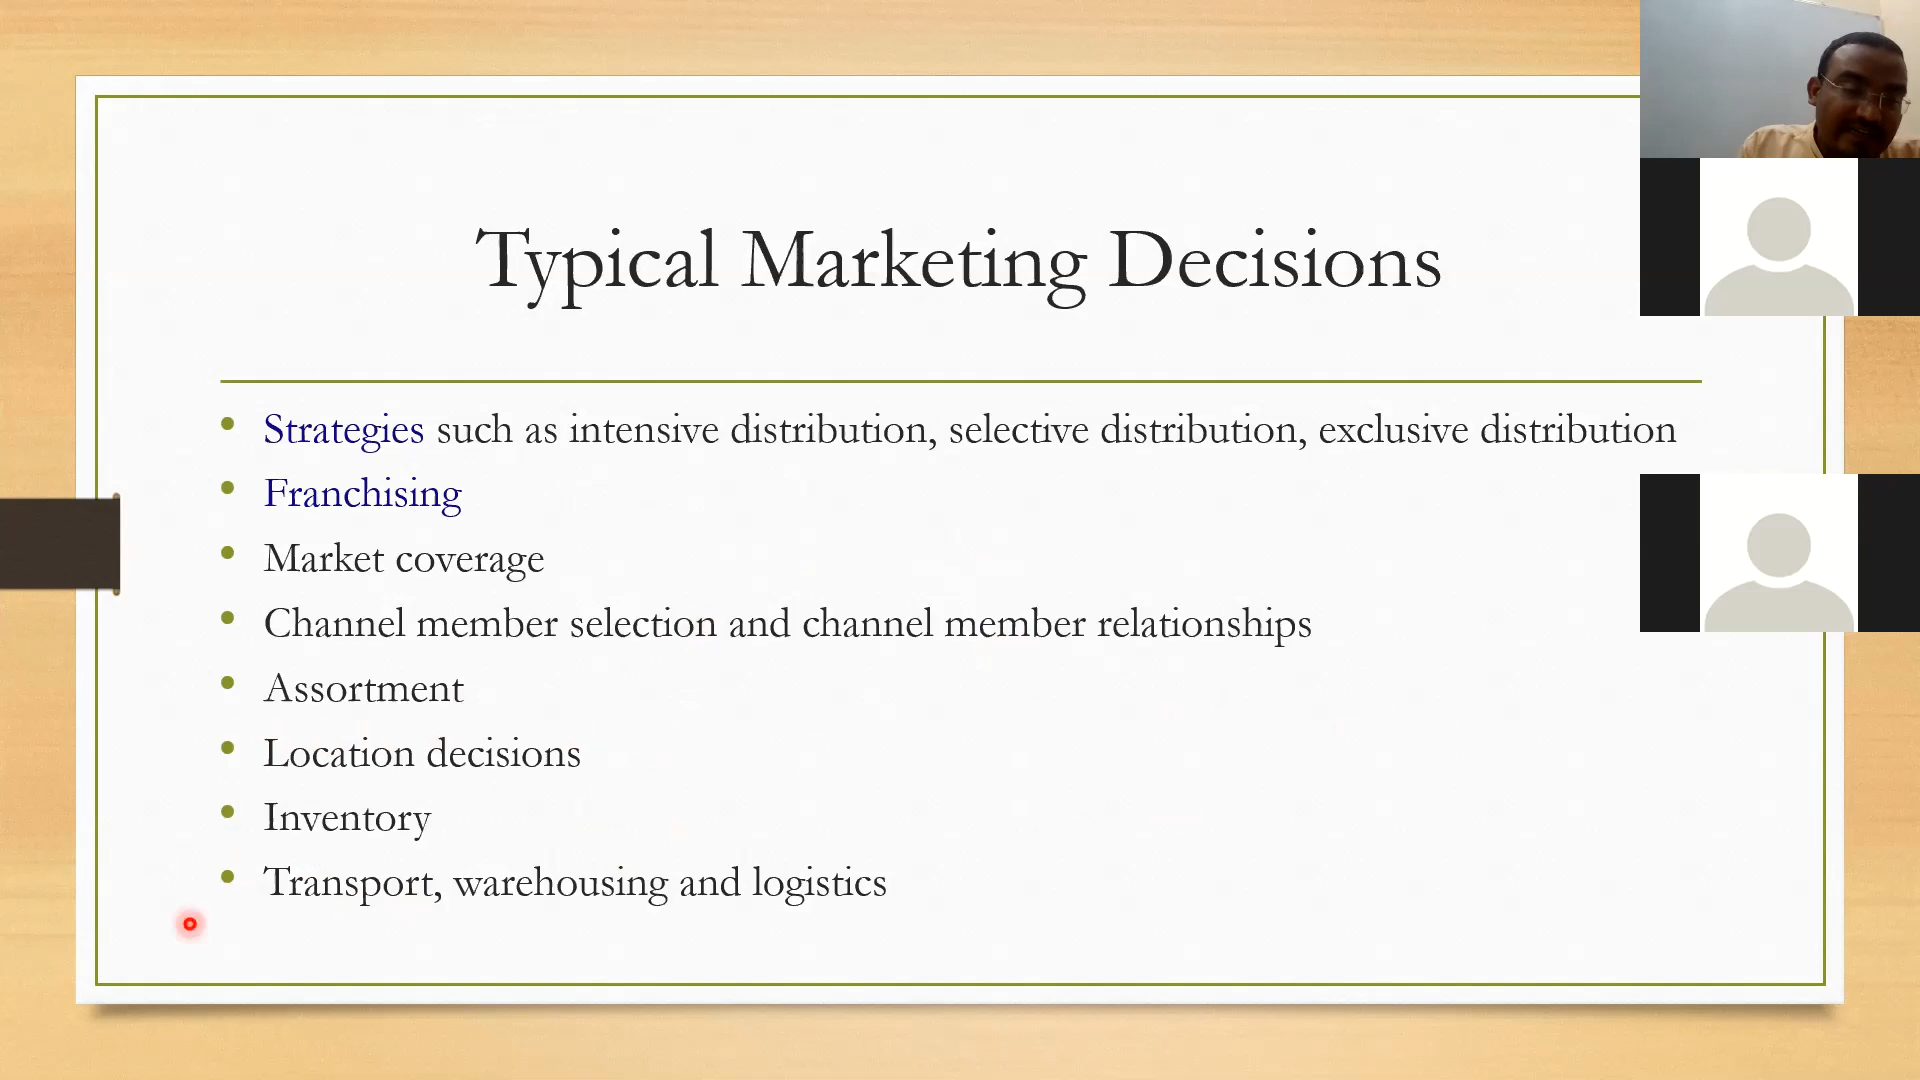 Typical Marketing Decisions
• Strategies such as intensive distribution, selective distribution, exclusive distribution
• Franchising
• Market coverage
• Channel member selection and channel member relationships
• Assortment
• Location decisions
• Inventory
• Transport, warehousing and logistics